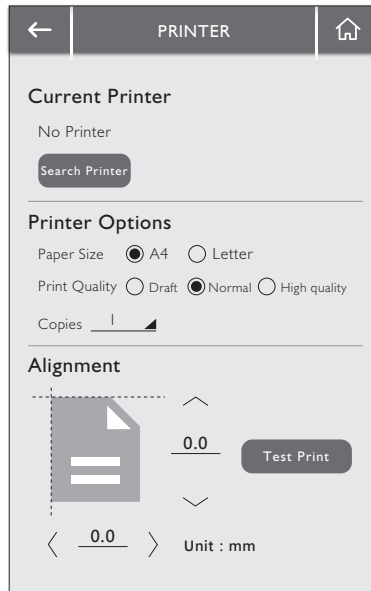 PRINTER
Current Printer
No Printer
Search Printer
Printer Options
Paper Size A4 Letter
Print Quality Draft Normal High quality
Copies 1
Alignment
0.0
Test Print
0.0 Unit : mm